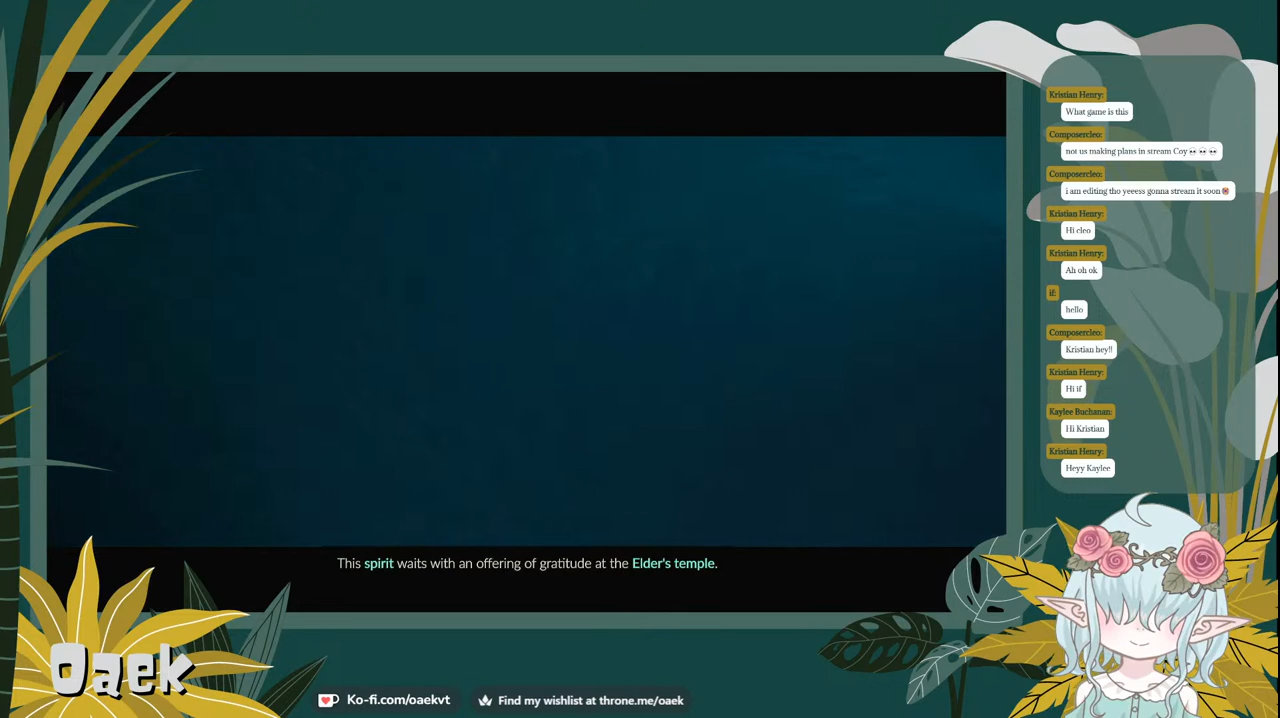 Kristian Henry:
What game is this
Composercleo:
not us making plans in stream Coy
Composercleo:
i am editing tho yeeess gonna stream it soon
Kristian Henry:
Hi cleo
Kristian Henry:
Ah oh ok
if:
hello
Composercleo:
Kristian hey!!
Kristian Henry:
Hi if
Kaylee Buchanan:
Hi Kristian
Kristian Henry:
Heyy Kaylee
This spirit waits with an offering of gratitude at the Elder's temple.
Oaek
Ko-fi.com/oaekvt
Find my wishlist at throne.me/oaek